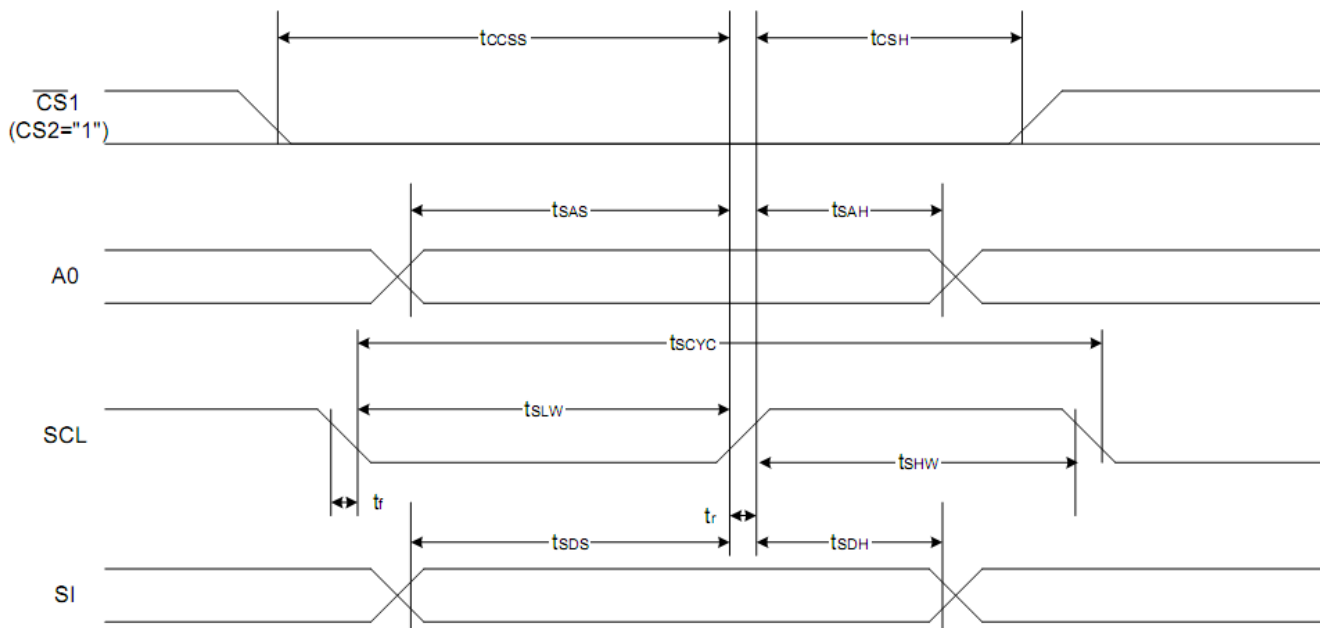 tCCSS
tCSH
CS1
(CS2="1")
tSAS
tSAH
A0
tSCYC
tSLW
SCL
tSHW
tf
tr
tSDS
tSDH
SI